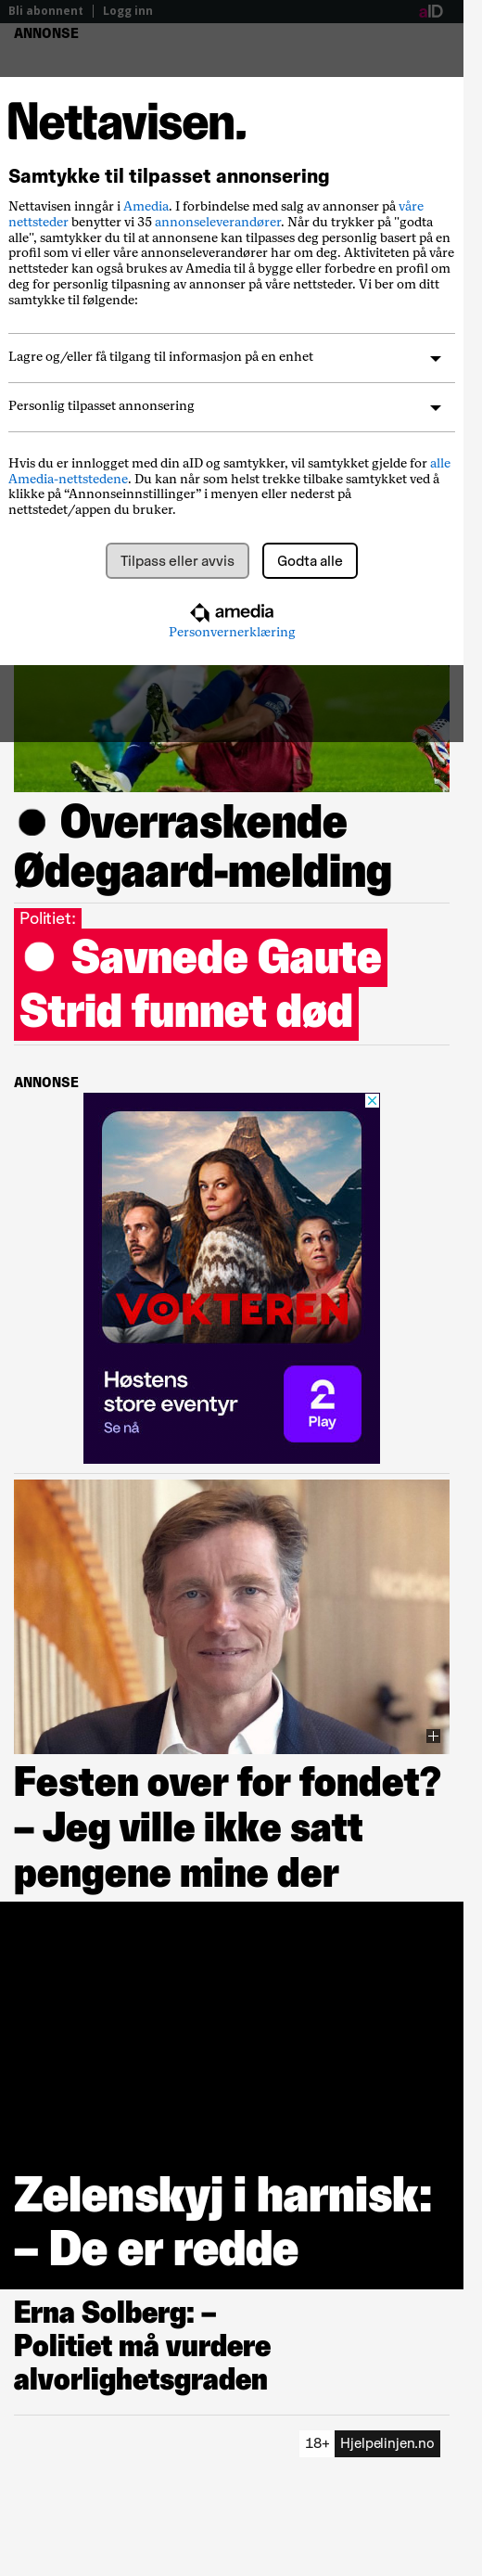 Bli abonnent | Logg inn
aID
ANNONSE
Nettavisen.
Samtykke til tilpasset annonsering
Nettavisen inngår i Amedia. I forbindelse med salg av annonser på våre
nettsteder benytter vi 35 annonseleverandører. Når du trykker på "godta
alle", samtykker du til at annonsene kan tilpasses deg personlig basert på en
profil som vi eller våre annonseleverandører har om deg. Aktiviteten på våre
nettsteder kan også brukes av Amedia til å bygge eller forbedre en profil om
deg for personlig tilpasning av annonser på våre nettsteder. Vi ber om ditt
samtykke til følgende:
Lagre og/eller få tilgang til informasjon på en enhet
Personlig tilpasset annonsering
Hvis du er innlogget med din aID og samtykker, vil samtykket gjelde for alle
Amedia-nettstedene. Du kan når som helst trekke tilbake samtykket ved å
klikke på “Annonseinnstillinger” i menyen eller nederst på
nettstedet/appen du bruker.
Tilpass eller avvis
Godta alle
amedia
Personvernerklæring
Overraskende
Ødegaard-melding
Politiet:
Savnede Gaute
Strid funnet død
ANNONSE
VOKTEREN
Høstens
store eventyr
Se nå
2
Play
Festen over for fondet?
– Jeg ville ikke satt
pengene mine der
Zelenskyj i harnisk:
– De er redde
Erna Solberg: –
Politiet må vurdere
alvorlighetsgraden
18+ Hjelpelinjen.no